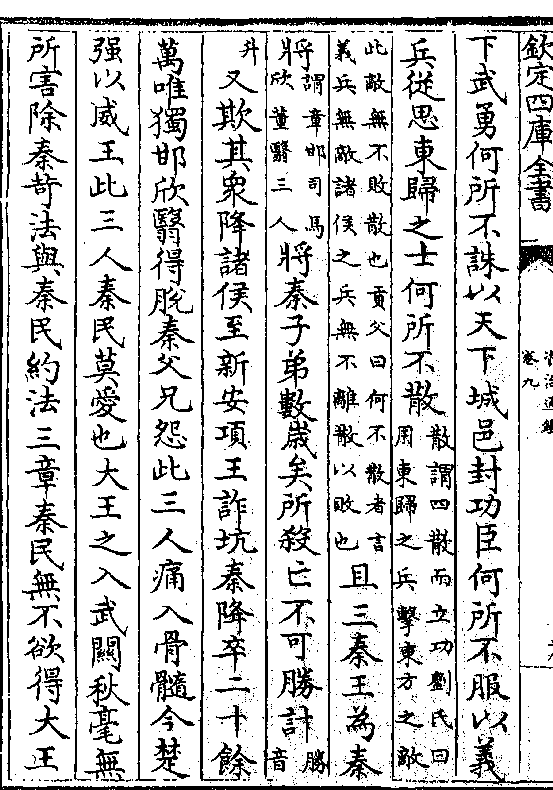 欽定四庫全書
卷九
下武勇何所不誅以天下城邑封功臣何所不服以義
兵從思東歸之士何所不散散謂四散而立功劉氏曰用東歸之兵擊東方之敵
此敵無不敗散也貢父曰何不散者言義兵無敵諸侯之兵無不離散以敗也且三秦王為秦
將謂章邯司馬欣董翳三人將秦子弟數歲矣所殺亡不可勝計勝音
升又欺其衆降諸侯至新安項王詐坑秦降卒二十餘
萬唯獨邯欣翳得脫秦父兄怨此三人痛入骨髓今楚
强以威王此三人秦民莫愛也大王之入武關秋毫無
所害除秦苛法與秦民約法三章秦民無不欲得大王